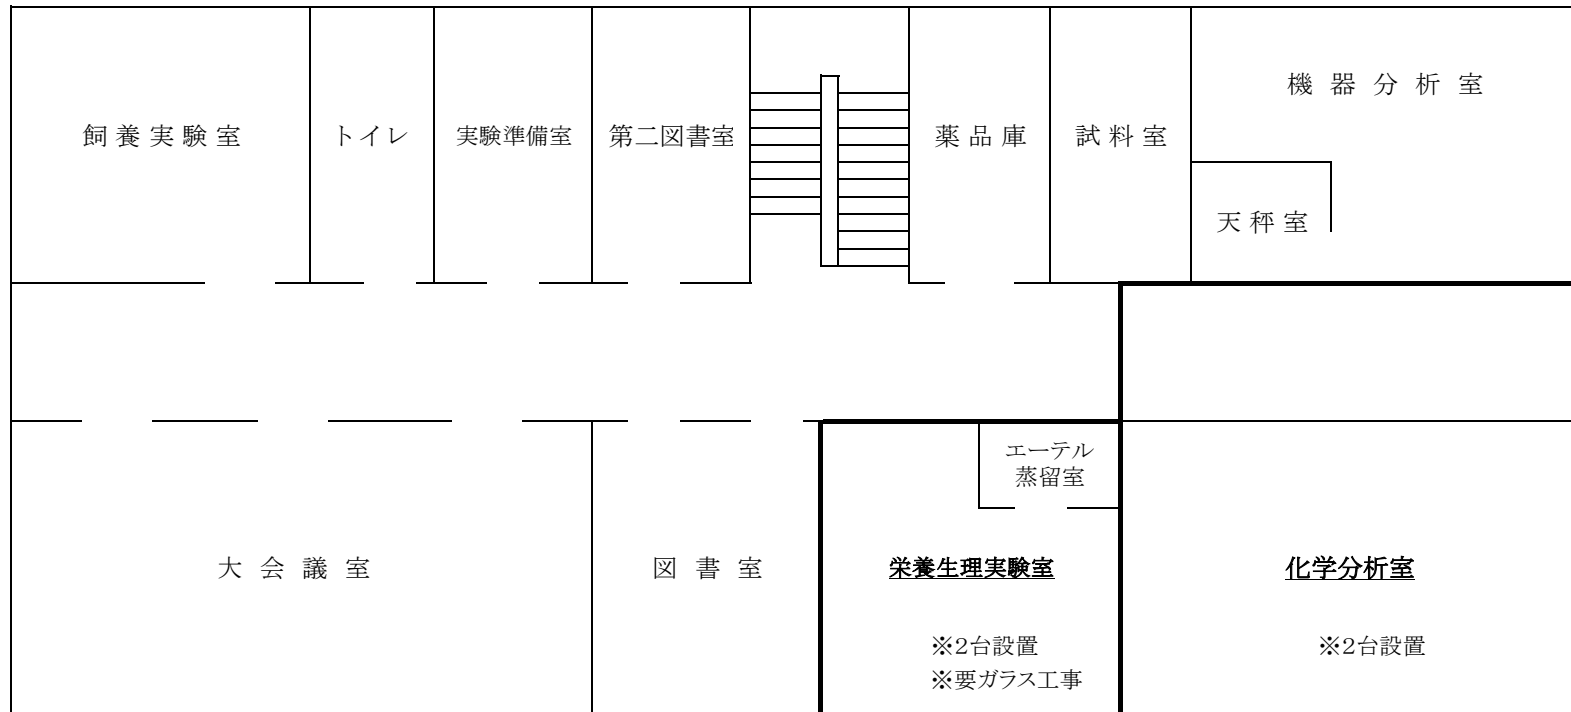 機器分析室
飼養実験室
トイレ
実験準備室
第二図書室
薬品庫
試料室
天秤室
エーテル
蒸留室
大会議室
図書室
栄養生理実験室
化学分析室
※2台設置
※要ガラス工事
※2台設置